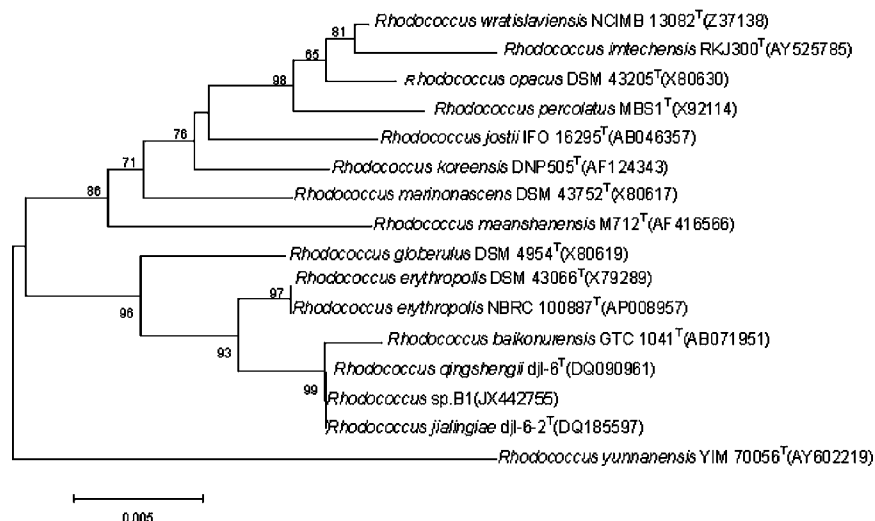 Rhodococcus wratislaviensis NCIMB 13082T(Z37138)
81
Rhodococcus imtechensis RKJ300T(AY525785)
65
Rhodococcus opacus DSM 43205T(X80630)
98
Rhodococcus percolatus MBS1T(X92114)
76
Rhodococcus jostii IFO 16295T(AB046357)
71
Rhodococcus koreensis DNP505T(AF124343)
86
Rhodococcus marinonascens DSM 43752T(X80617)
Rhodococcus maanshanensis M712T(AF416566)
Rhodococcus globerulus DSM 4954T(X80619)
Rhodococcus erythropolis DSM 43066T(X79289)
97
Rhodococcus erythropolis NBRC 100887T(AP008957)
96
Rhodococcus baikonurensis GTC 1041T(AB071951)
93
Rhodococcus qingshengii djl-6T(DQ090961)
99
Rhodococcus sp.B1(JX442755)
Rhodococcus jialingiae djl-6-2T(DQ185597)
Rhodococcus yunnanensis YIM 70056T(AY602219)
0.005